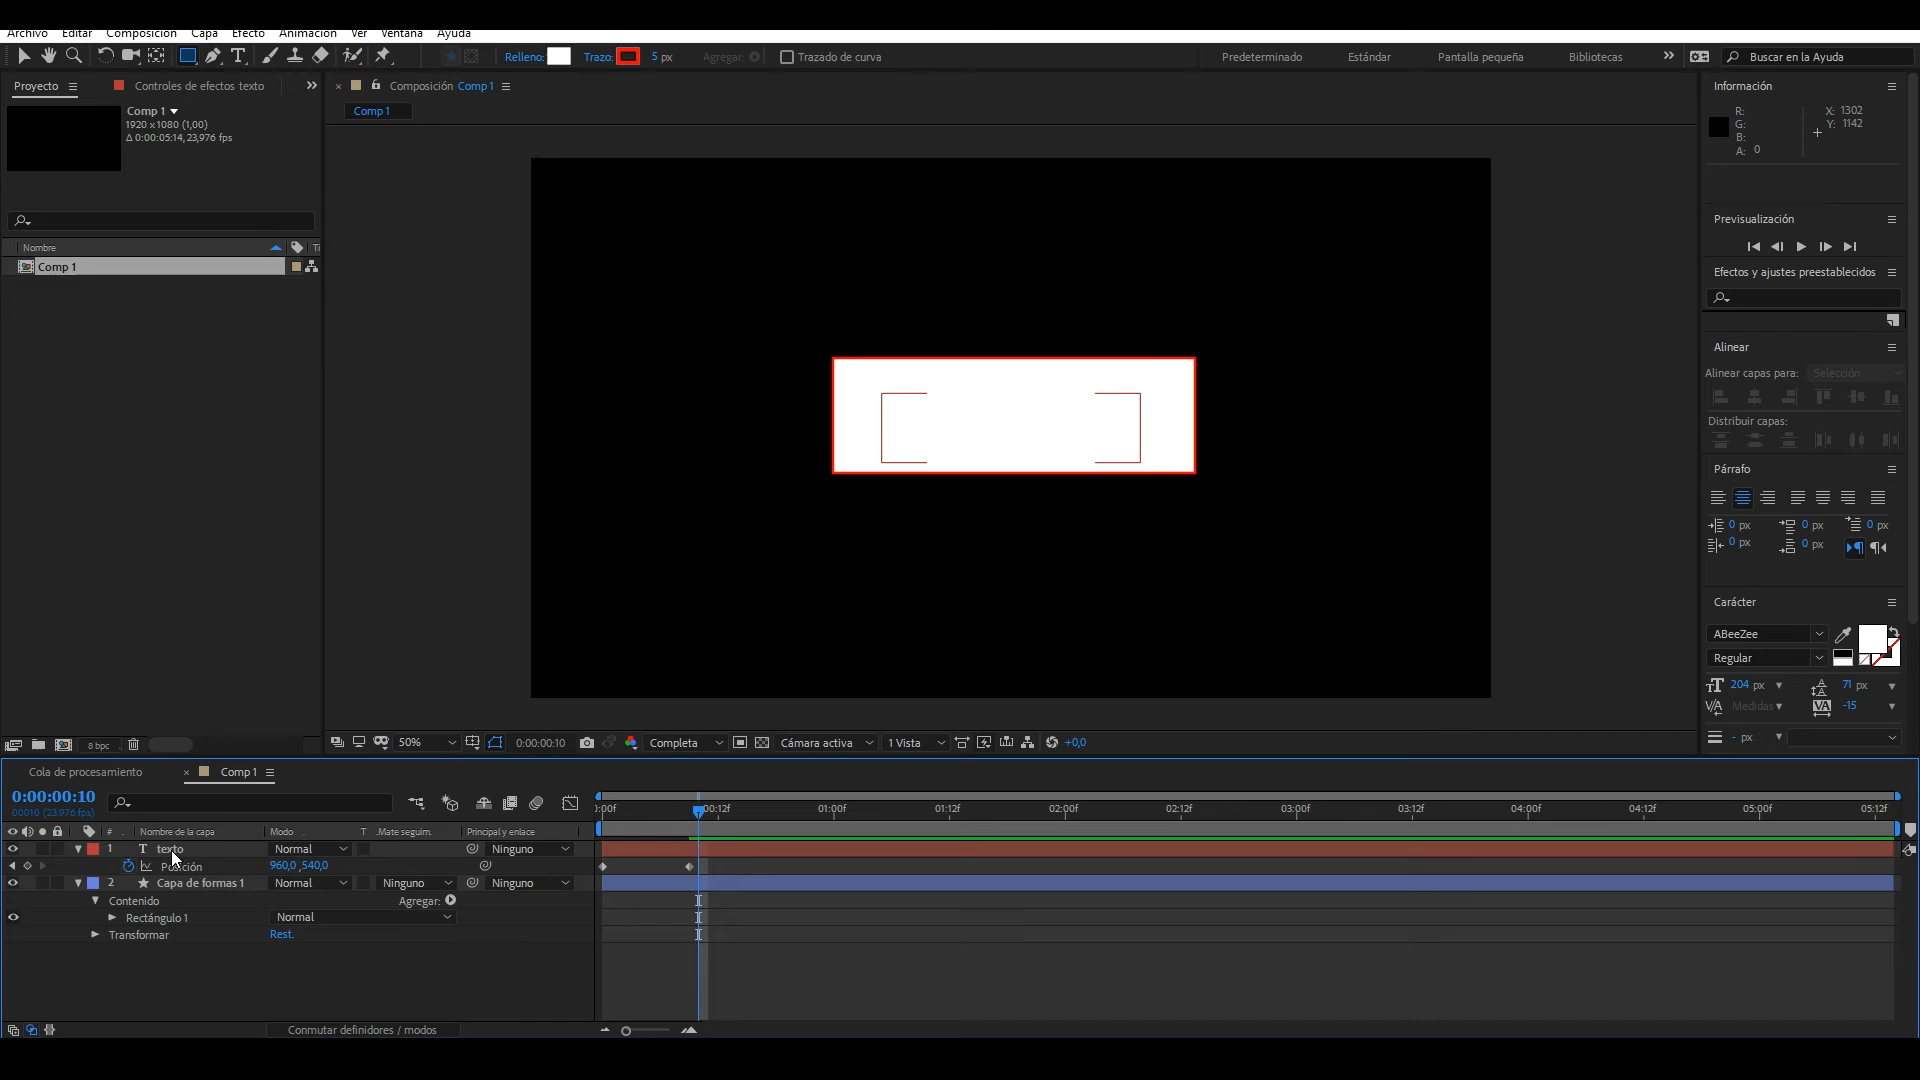 Archivo Editar Composición Capa Efecto Animación Ver Ventana Ayuda
Relleno: Trazo: 5 px Agregar: Trazado de curva Predeterminado Estándar Pantalla pequeña Bibliotecas Buscar en la Ayuda
Proyecto Controles de efectos texto
Comp 1
1920 x1080 (1,00)
Δ 0:00:05:14, 23,976 fps
Nombre Ti
Comp 1
8 bpc
Composición Comp 1
Comp 1
50% 0:00:00:10 Completa Cámara activa 1 Vista +0,0
Información
R: X: 1302
G: Y: 1142
B:
A: 0
Previsualización
Efectos y ajustes preestablecidos
Alinear
Alinear capas para: Selección
Distribuir capas:
Párrafo
0 px 0 px 0 px
0 px 0 px
Carácter
ABeeZee
Regular
204 px 71 px
Medidas -15
- px
Cola de procesamiento Comp 1
0:00:00:10
00010 (23.976 fps)
:00f 00:12f 01:00f 01:12f 02:00f 02:12f 03:00f 03:12f 04:00f 04:12f 05:00f 05:12f
# Nombre de la capa Modo T .Mate seguim. Principal y enlace
1 T texto Normal Ninguno
Posición 960,0 ,540,0
2 Capa de formas 1 Normal Ninguno Ninguno
Contenido Agregar:
Rectángulo 1 Normal
Transformar Rest.
Conmutar definidores / modos